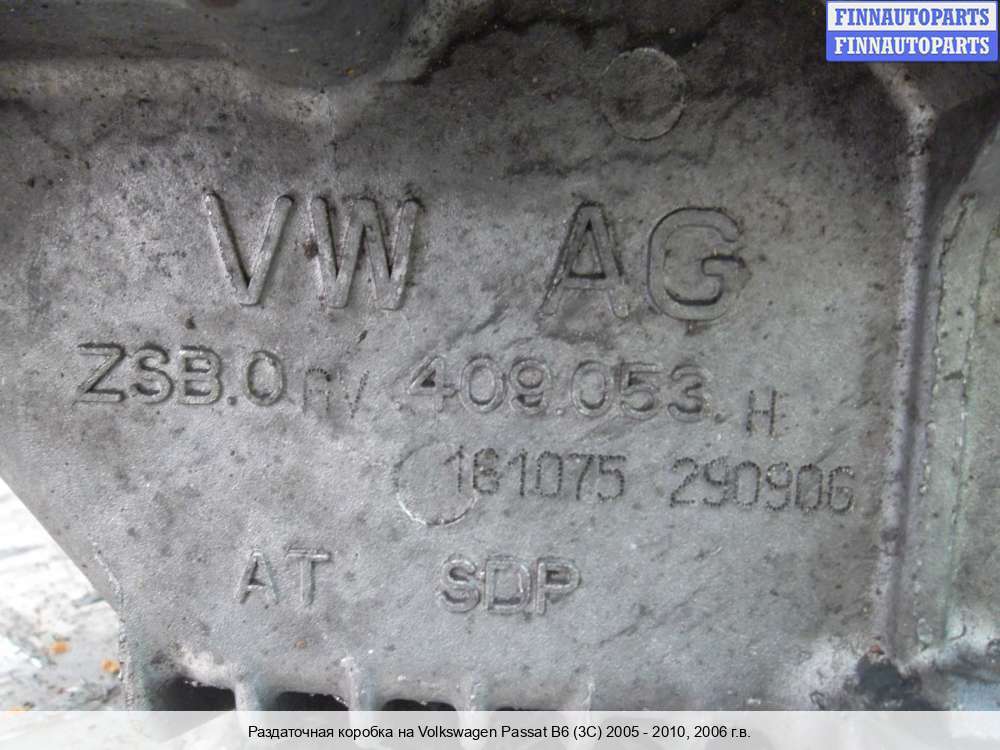 FINNAUTOPARTS
FINNAUTOPARTS
VW AG
ZSB.0AV 409.053.H
161075 290906
AT SDP
Раздаточная коробка на Volkswagen Passat B6 (3C) 2005 - 2010, 2006 г.в.